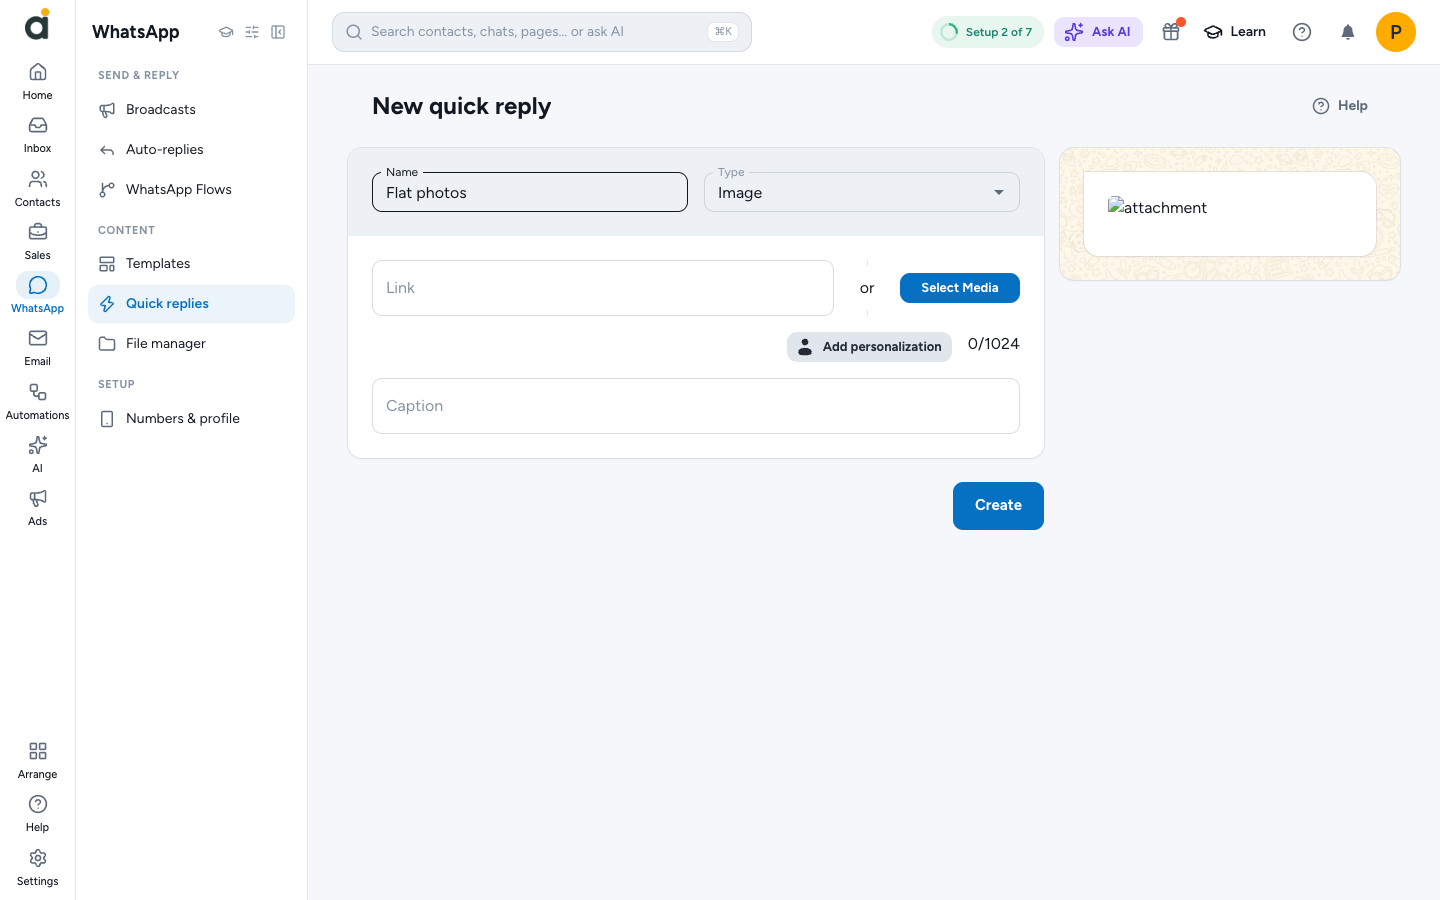 WhatsApp
Search contacts, chats, pages... or ask AI
⌘K
Setup 2 of 7
Ask AI
Learn
P
Home
Inbox
Contacts
Sales
WhatsApp
Email
Automations
AI
Ads
Arrange
Help
Settings
SEND & REPLY
Broadcasts
Auto-replies
WhatsApp Flows
CONTENT
Templates
Quick replies
File manager
SETUP
Numbers & profile
New quick reply
Help
Name
Flat photos
Type
Image
Link
or
Select Media
Add personalization
0/1024
Caption
Create
attachment